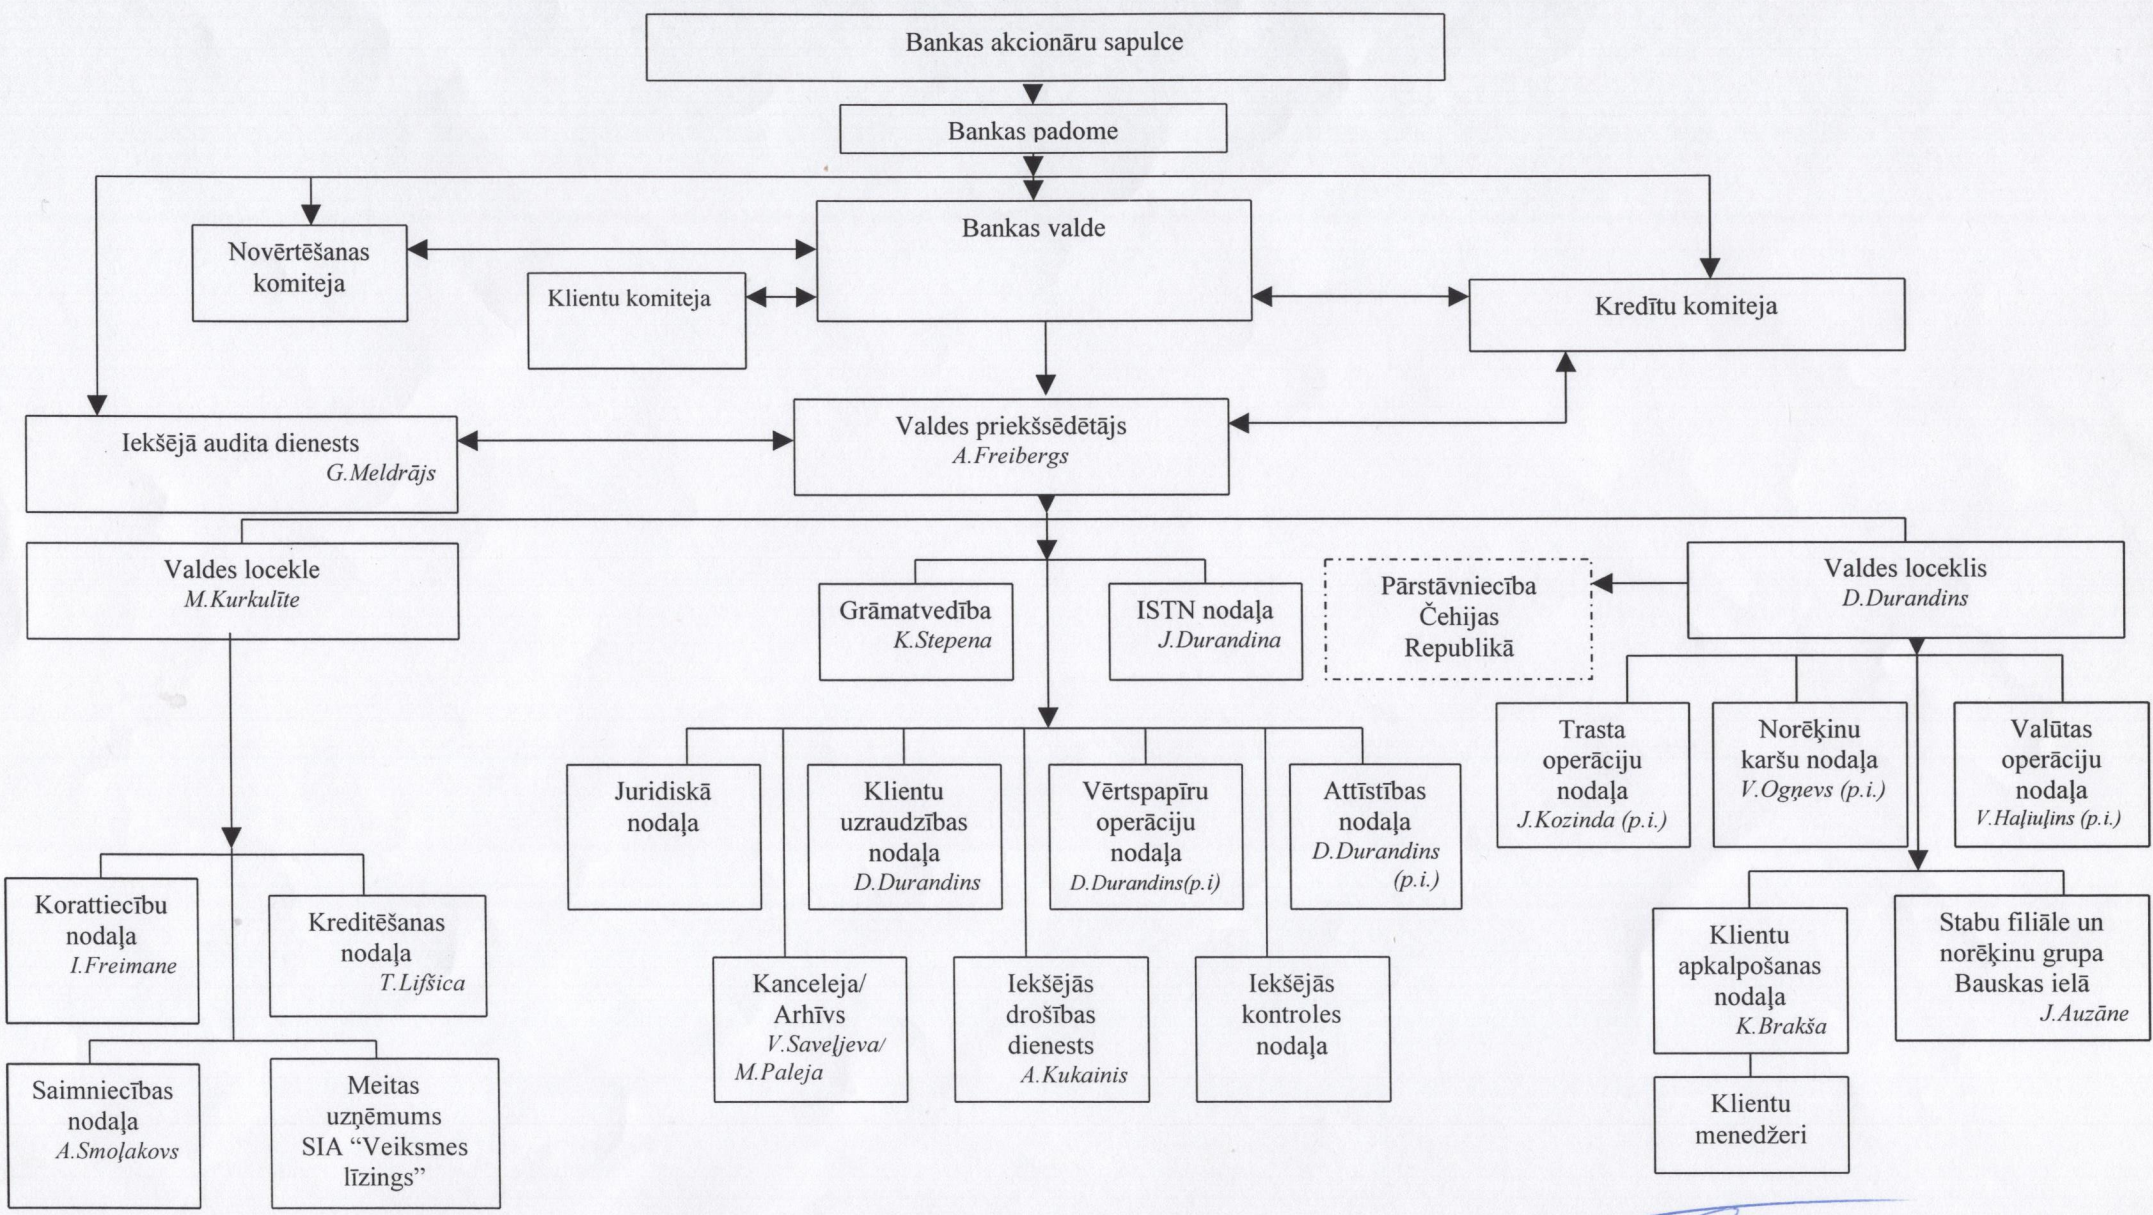 Bankas akcionāru sapulce
Bankas padome
Bankas valde
Novērtēšanas
komiteja
Klientu komiteja
Kredītu komiteja
Iekšējā audita dienests
G.Meldrājs
Valdes priekšsēdētājs
A.Freibergs
Valdes locekle
M.Kurkulīte
Grāmatvedība
K.Stepena
ISTN nodaļa
J.Durandina
Pārstāvniecība
Čehijas
Republikā
Valdes loceklis
D.Durandins
Trasta
operāciju
nodaļa
J.Kozinda (p.i.)
Norēķinu
karšu nodaļa
V.Ogņevs (p.i.)
Valūtas
operāciju
nodaļa
V.Haļiuļins (p.i.)
Juridiskā
nodaļa
Klientu
uzraudzības
nodaļa
D.Durandins
Vērtspapīru
operāciju
nodaļa
D.Durandins(p.i)
Attīstības
nodaļa
D.Durandins
(p.i.)
Korattiecību
nodaļa
I.Freimane
Kreditēšanas
nodaļa
T.Lifšica
Kanceleja/
Arhīvs
V.Saveļjeva/
M.Paleja
Iekšējās
drošības
dienests
A.Kukainis
Iekšējās
kontroles
nodaļa
Klientu
apkalpošanas
nodaļa
K.Brakša
Stabu filiāle un
norēķinu grupa
Bauskas ielā
J.Auzāne
Saimniecības
nodaļa
A.Smoļakovs
Meitas
uzņēmums
SIA “Veiksmes
līzings”
Klientu
menedžeri